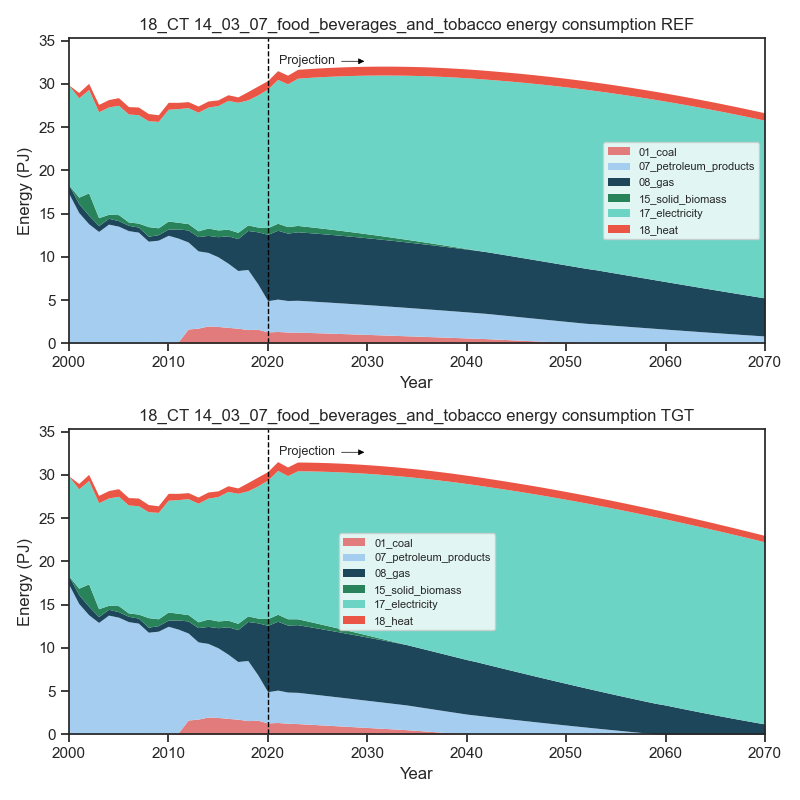 18_CT 14_03_07_food_beverages_and_tobacco energy consumption REF
35
30
25
20
15
10
5
0
Energy (PJ)
Projection
01_coal
07_petroleum_products
08_gas
15_solid_biomass
17_electricity
18_heat
2000 2010 2020 2030 2040 2050 2060 2070
Year
18_CT 14_03_07_food_beverages_and_tobacco energy consumption TGT
35
30
25
20
15
10
5
0
Energy (PJ)
Projection
01_coal
07_petroleum_products
08_gas
15_solid_biomass
17_electricity
18_heat
2000 2010 2020 2030 2040 2050 2060 2070
Year